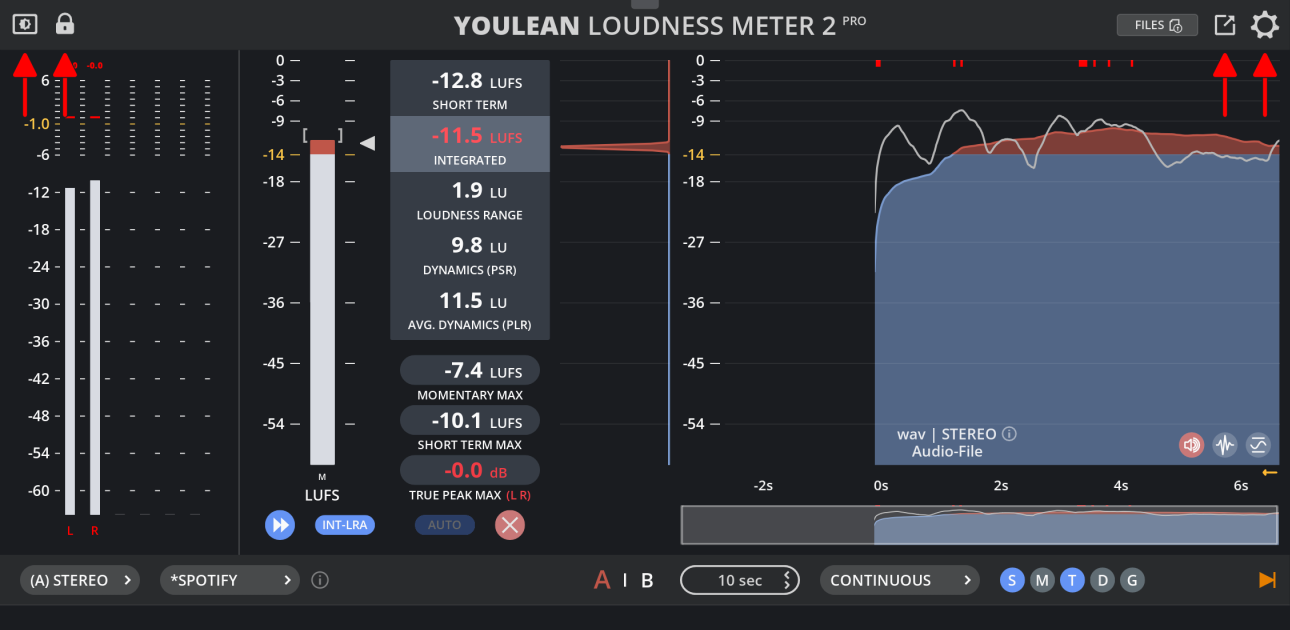 YOULEAN LOUDNESS METER 2 PRO
FILES
-0.0
6
-1.0
-6
-12
-18
-24
-30
-36
-42
-48
-54
-60
L R
0
-3
-6
-9
-14
-18
-27
-36
-45
-54
M
LUFS
INT-LRA
-12.8 LUFS
SHORT TERM
-11.5 LUFS
INTEGRATED
1.9 LU
LOUDNESS RANGE
9.8 LU
DYNAMICS (PSR)
11.5 LU
AVG. DYNAMICS (PLR)
-7.4 LUFS
MOMENTARY MAX
-10.1 LUFS
SHORT TERM MAX
-0.0 dB
TRUE PEAK MAX (L R)
AUTO
0
-3
-6
-9
-14
-18
-27
-36
-45
-54
wav | STEREO
Audio-File
-2s 0s 2s 4s 6s
(A) STEREO
*SPOTIFY
A | B
10 sec
CONTINUOUS
S M T D G